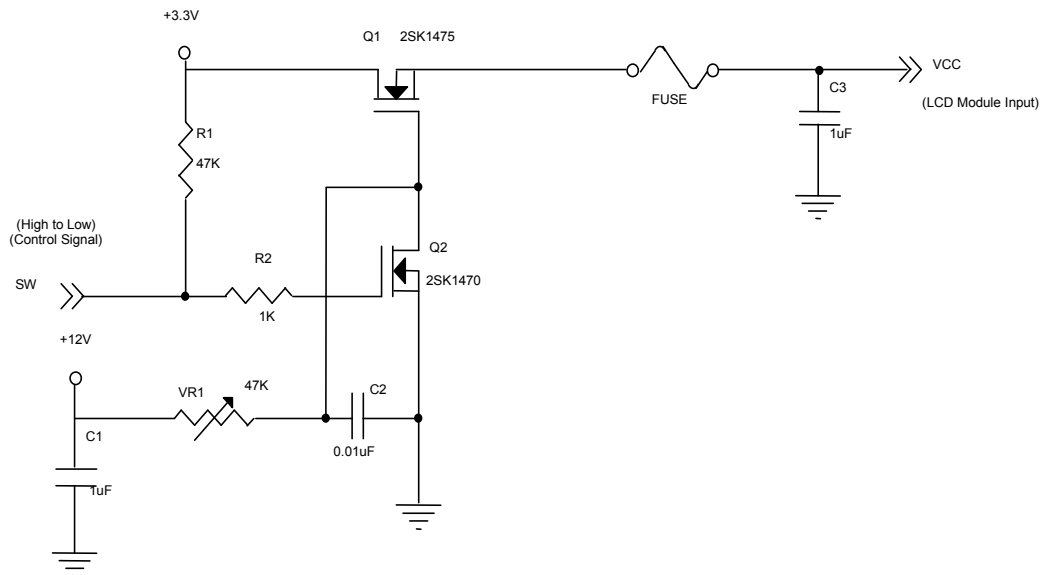 +3.3V
Q1
2SK1475
VCC
(LCD Module Input)
FUSE
C3
1uF
R1
47K
(High to Low)
(Control Signal)
SW
R2
1K
Q2
2SK1470
+12V
VR1
47K
C2
0.01uF
C1
1uF